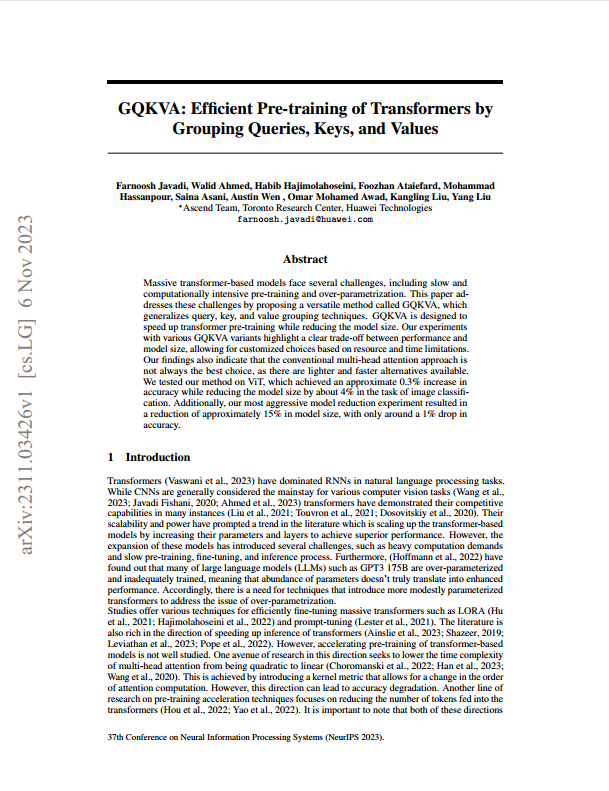 GQKVA: Efficient Pre-training of Transformers by
Grouping Queries, Keys, and Values
Farnoosh Javadi, Walid Ahmed, Habib Hajimolahoseini, Foozhan Ataiefard, Mohammad
Hassanpour, Saina Asani, Austin Wen , Omar Mohamed Awad, Kangling Liu, Yang Liu
*Ascend Team, Toronto Research Center, Huawei Technologies
farnoosh.javadi@huawei.com
Abstract
Massive transformer-based models face several challenges, including slow and
computationally intensive pre-training and over-parametrization. This paper ad-
dresses these challenges by proposing a versatile method called GQKVA, which
generalizes query, key, and value grouping techniques. GQKVA is designed to
speed up transformer pre-training while reducing the model size. Our experiments
with various GQKVA variants highlight a clear trade-off between performance and
model size, allowing for customized choices based on resource and time limitations.
Our findings also indicate that the conventional multi-head attention approach is
not always the best choice, as there are lighter and faster alternatives available.
We tested our method on ViT, which achieved an approximate 0.3% increase in
accuracy while reducing the model size by about 4% in the task of image classifi-
cation. Additionally, our most aggressive model reduction experiment resulted in
a reduction of approximately 15% in model size, with only around a 1% drop in
accuracy.
1 Introduction
Transformers (Vaswani et al., 2023) have dominated RNNs in natural language processing tasks.
While CNNs are generally considered the mainstay for various computer vision tasks (Wang et al.,
2023; Javadi Fishani, 2020; Ahmed et al., 2023) transformers have demonstrated their competitive
capabilities in many instances (Liu et al., 2021; Touvron et al., 2021; Dosovitskiy et al., 2020). Their
scalability and power have prompted a trend in the literature which is scaling up the transformer-based
models by increasing their parameters and layers to achieve superior performance. However, the
expansion of these models has introduced several challenges, such as heavy computation demands
and slow pre-training, fine-tuning, and inference process. Furthermore, (Hoffmann et al., 2022) have
found out that many of large language models (LLMs) such as GPT3 175B are over-parameterized
and inadequately trained, meaning that abundance of parameters doesn't truly translate into enhanced
performance. Accordingly, there is a need for techniques that introduce more modestly parameterized
transformers to address the issue of over-parametrization.
Studies offer various techniques for efficiently fine-tuning massive transformers such as LORA (Hu
et al., 2021; Hajimolahoseini et al., 2022) and prompt-tuning (Lester et al., 2021). The literature is
also rich in the direction of speeding up inference of transformers (Ainslie et al., 2023; Shazeer, 2019;
Leviathan et al., 2023; Pope et al., 2022). However, accelerating pre-training of transformer-based
models is not well studied. One avenue of research in this direction seeks to lower the time complexity
of multi-head attention from being quadratic to linear (Choromanski et al., 2022; Han et al., 2023;
Wang et al., 2020). This is achieved by introducing a kernel metric that allows for a change in the order
of attention computation. However, this direction can lead to accuracy degradation. Another line of
research on pre-training acceleration techniques focuses on reducing the number of tokens fed into the
transformers (Hou et al., 2022; Yao et al., 2022). It is important to note that both of these directions
37th Conference on Neural Information Processing Systems (NeurIPS 2023).
arXiv:2311.03426v1 [cs.LG] 6 Nov 2023